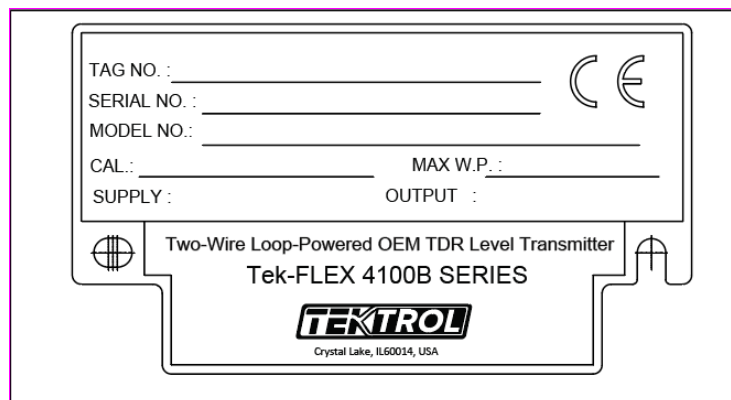 TAG NO. :
SERIAL NO. :
MODEL NO.:
CAL.: MAX W.P. :
SUPPLY : OUTPUT :
Two-Wire Loop-Powered OEM TDR Level Transmitter
Tek-FLEX 4100B SERIES
TEKTROL
Crystal Lake, IL60014, USA
CE